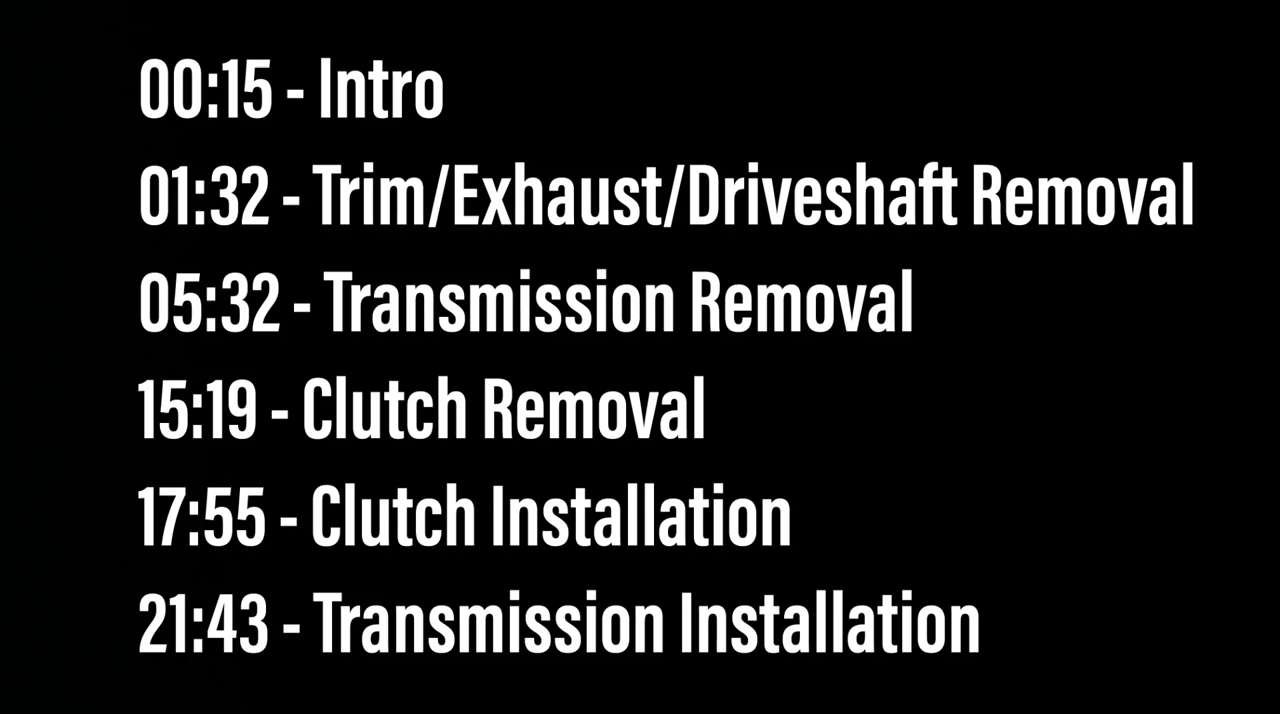 00:15 - Intro
01:32 - Trim/Exhaust/Driveshaft Removal
05:32 - Transmission Removal
15:19 - Clutch Removal
17:55 - Clutch Installation
21:43 - Transmission Installation